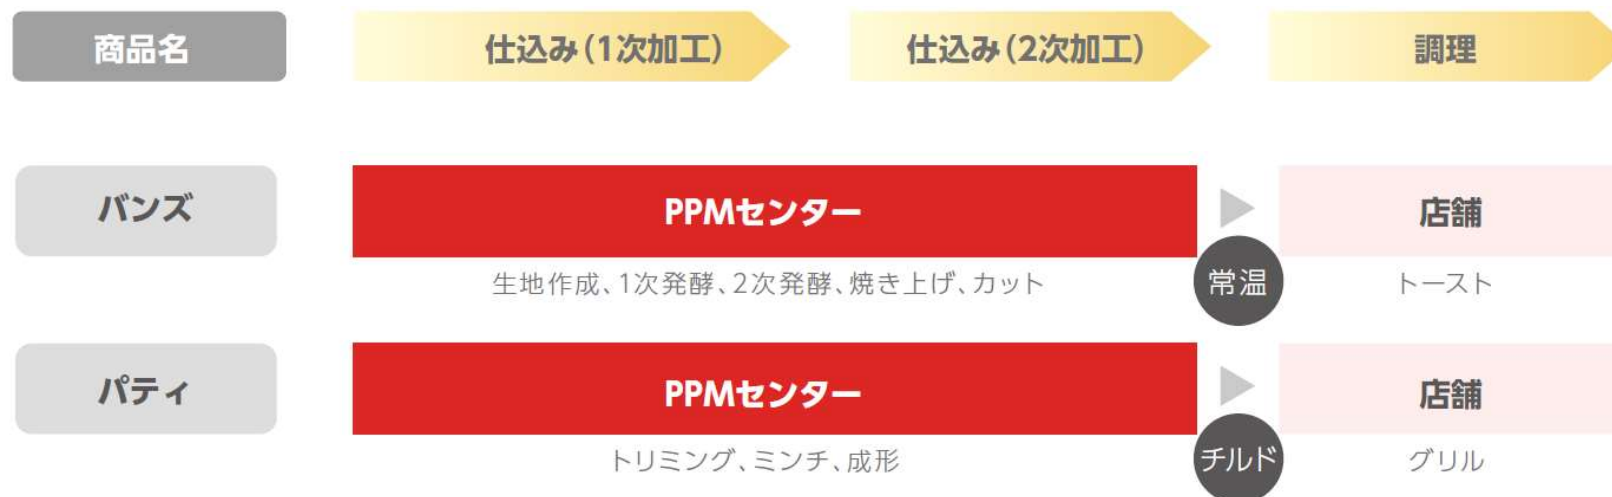 商品名
仕込み(1次加工)
仕込み(2次加工)
調理
バンズ
PPMセンター
店舗
生地作成、1次発酵、2次発酵、焼き上げ、カット
常温
トースト
パティ
PPMセンター
店舗
トリミング、ミンチ、成形
チルド
グリル